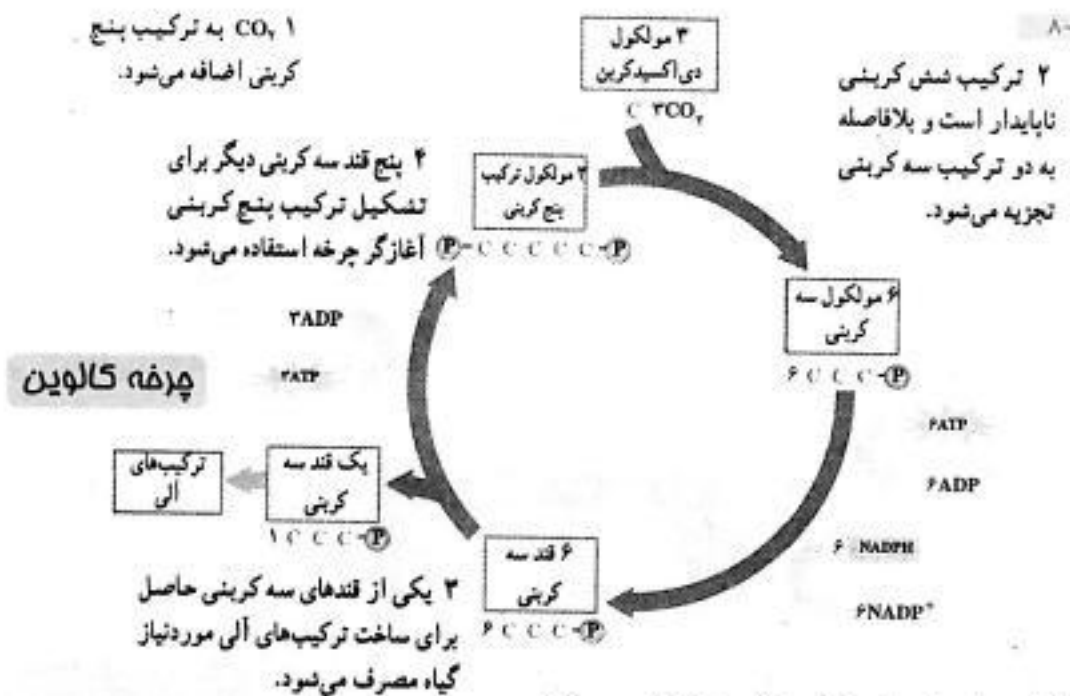 ۸۰-
۱ CO₂ به ترکیب پنج
کربنی اضافه می‌شود.
۳ مولکول
دی‌اکسیدکربن
C ۳CO₂
۲ ترکیب شش کربنی
ناپایدار است و بلافاصله
به دو ترکیب سه کربنی
تجزیه می‌شود.
۴ پنج قند سه کربنی دیگر برای
تشکیل ترکیب پنج کربنی
آغازگر چرخه استفاده می‌شود.
۳ مولکول ترکیب
پنج کربنی
P-C C C C C-P
۶ مولکول سه
کربنی
۶ C C C-P
۳ADP
۳ATP
چرخه کالوین
۶ATP
۶ADP
۶ NADPH
۶NADP⁺
ترکیب‌های
آلی
یک قند سه
کربنی
۱ C C C-P
۶ قند سه
کربنی
۶ C C C-P
۳ یکی از قندهای سه کربنی حاصل
برای ساخت ترکیب‌های آلی موردنیاز
گیاه مصرف می‌شود.